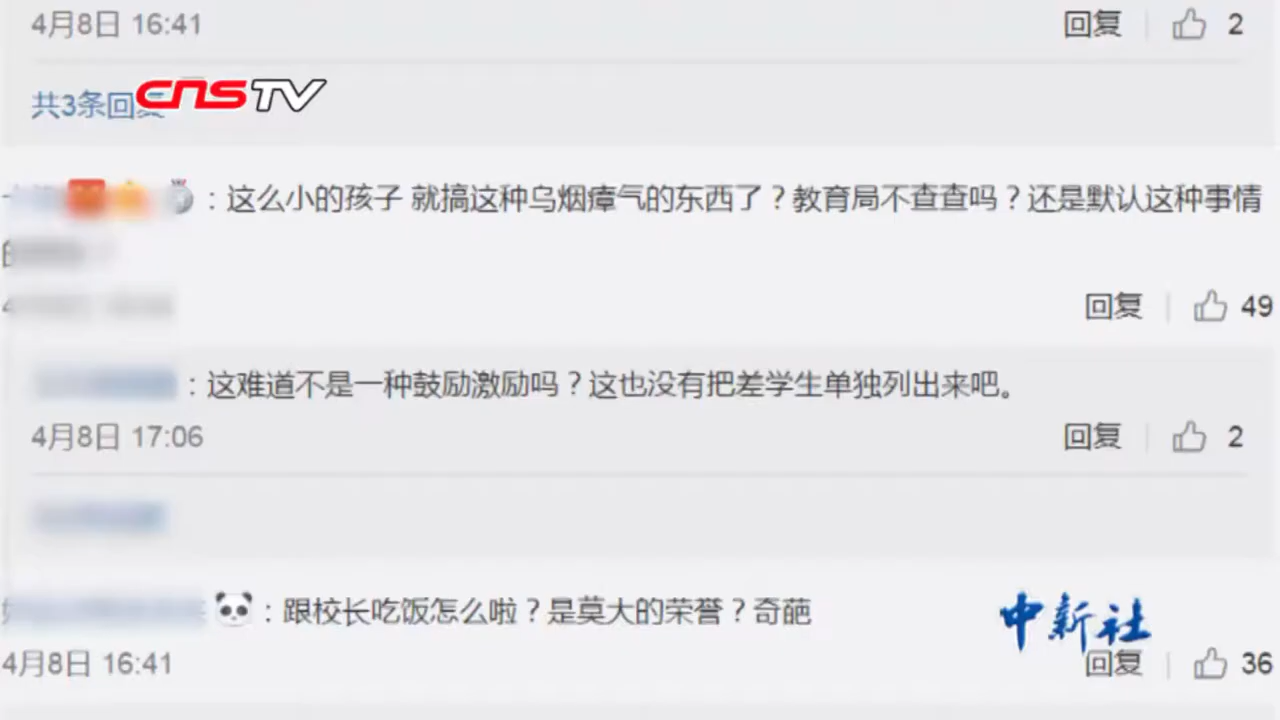 4月8日 16:41
回复
2
共3条回复
CNSTV
：这么小的孩子 就搞这种乌烟瘴气的东西了？教育局不查查吗？还是默认这种事情
回复
49
：这难道不是一种鼓励激励吗？这也没有把差学生单独列出来吧。
4月8日 17:06
回复
2
：跟校长吃饭怎么啦？是莫大的荣誉？奇葩
中新社
4月8日 16:41
回复
36